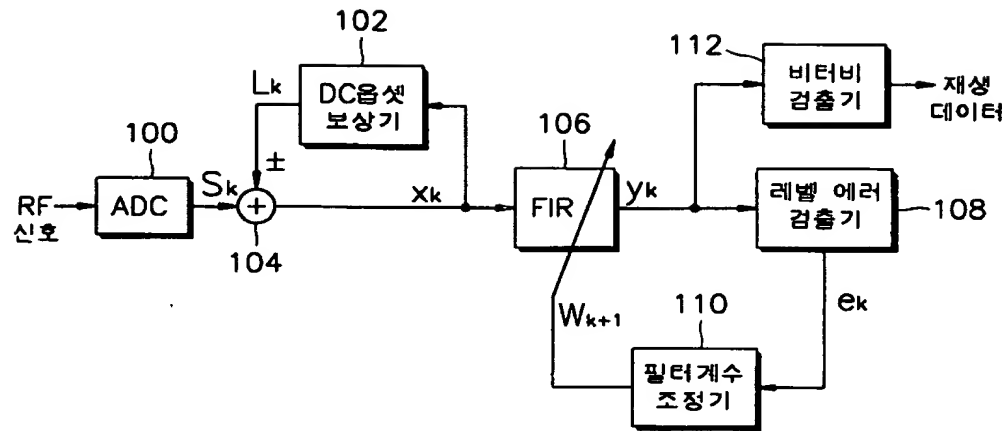 102
112
Lk
DC옵셋
보상기
비터비
검출기
재생
데이터
100
106
±
Sk
RF
신호
ADC
+
xk
FIR
yk
레벨 에러
검출기
108
104
Wk+1
110
ek
필터계수
조정기